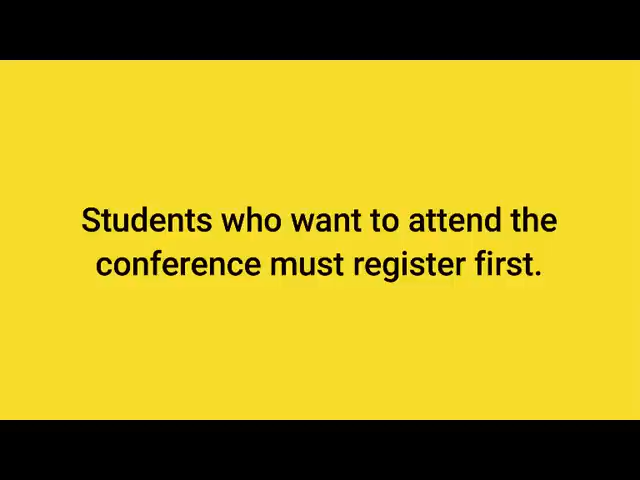 Students who want to attend the
conference must register first.